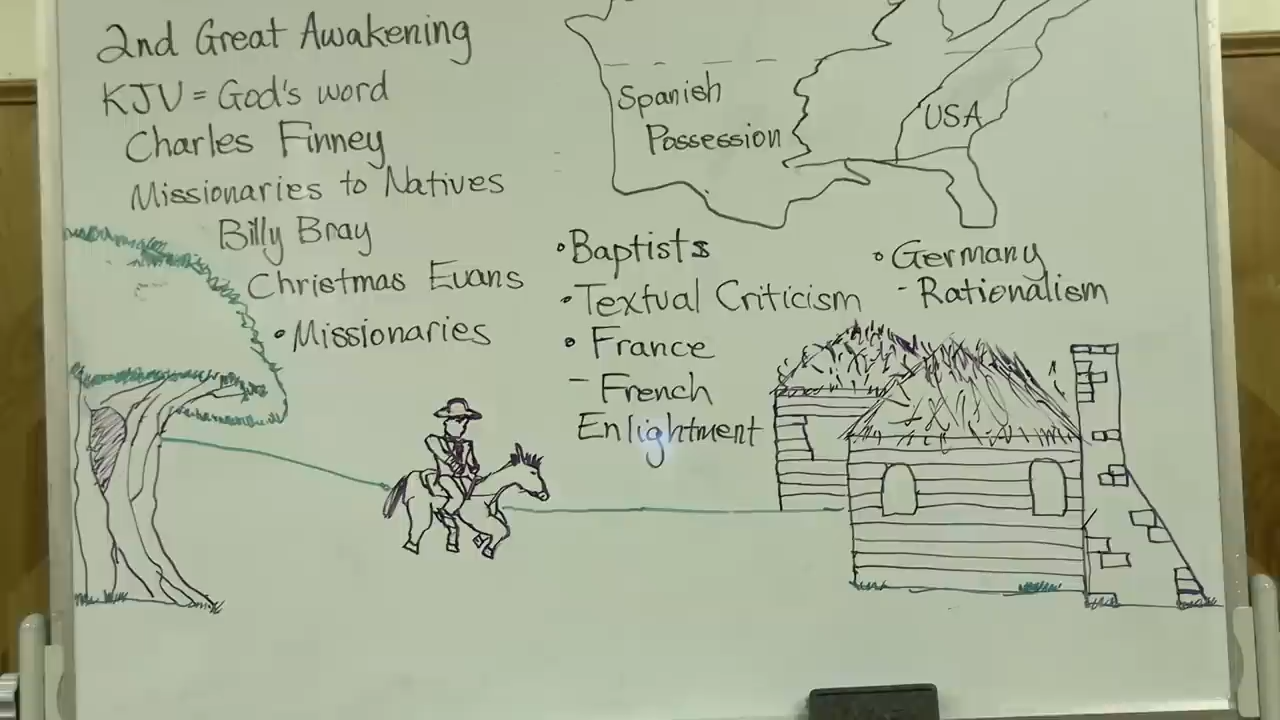 2nd Great Awakening
KJV = God's word
Charles Finney
Missionaries to Natives
Billy Bray
Christmas Evans
• Missionaries
Spanish
Possession
USA
• Baptists
• Textual Criticism
• France
- French
Enlightment
• Germany
- Rationalism